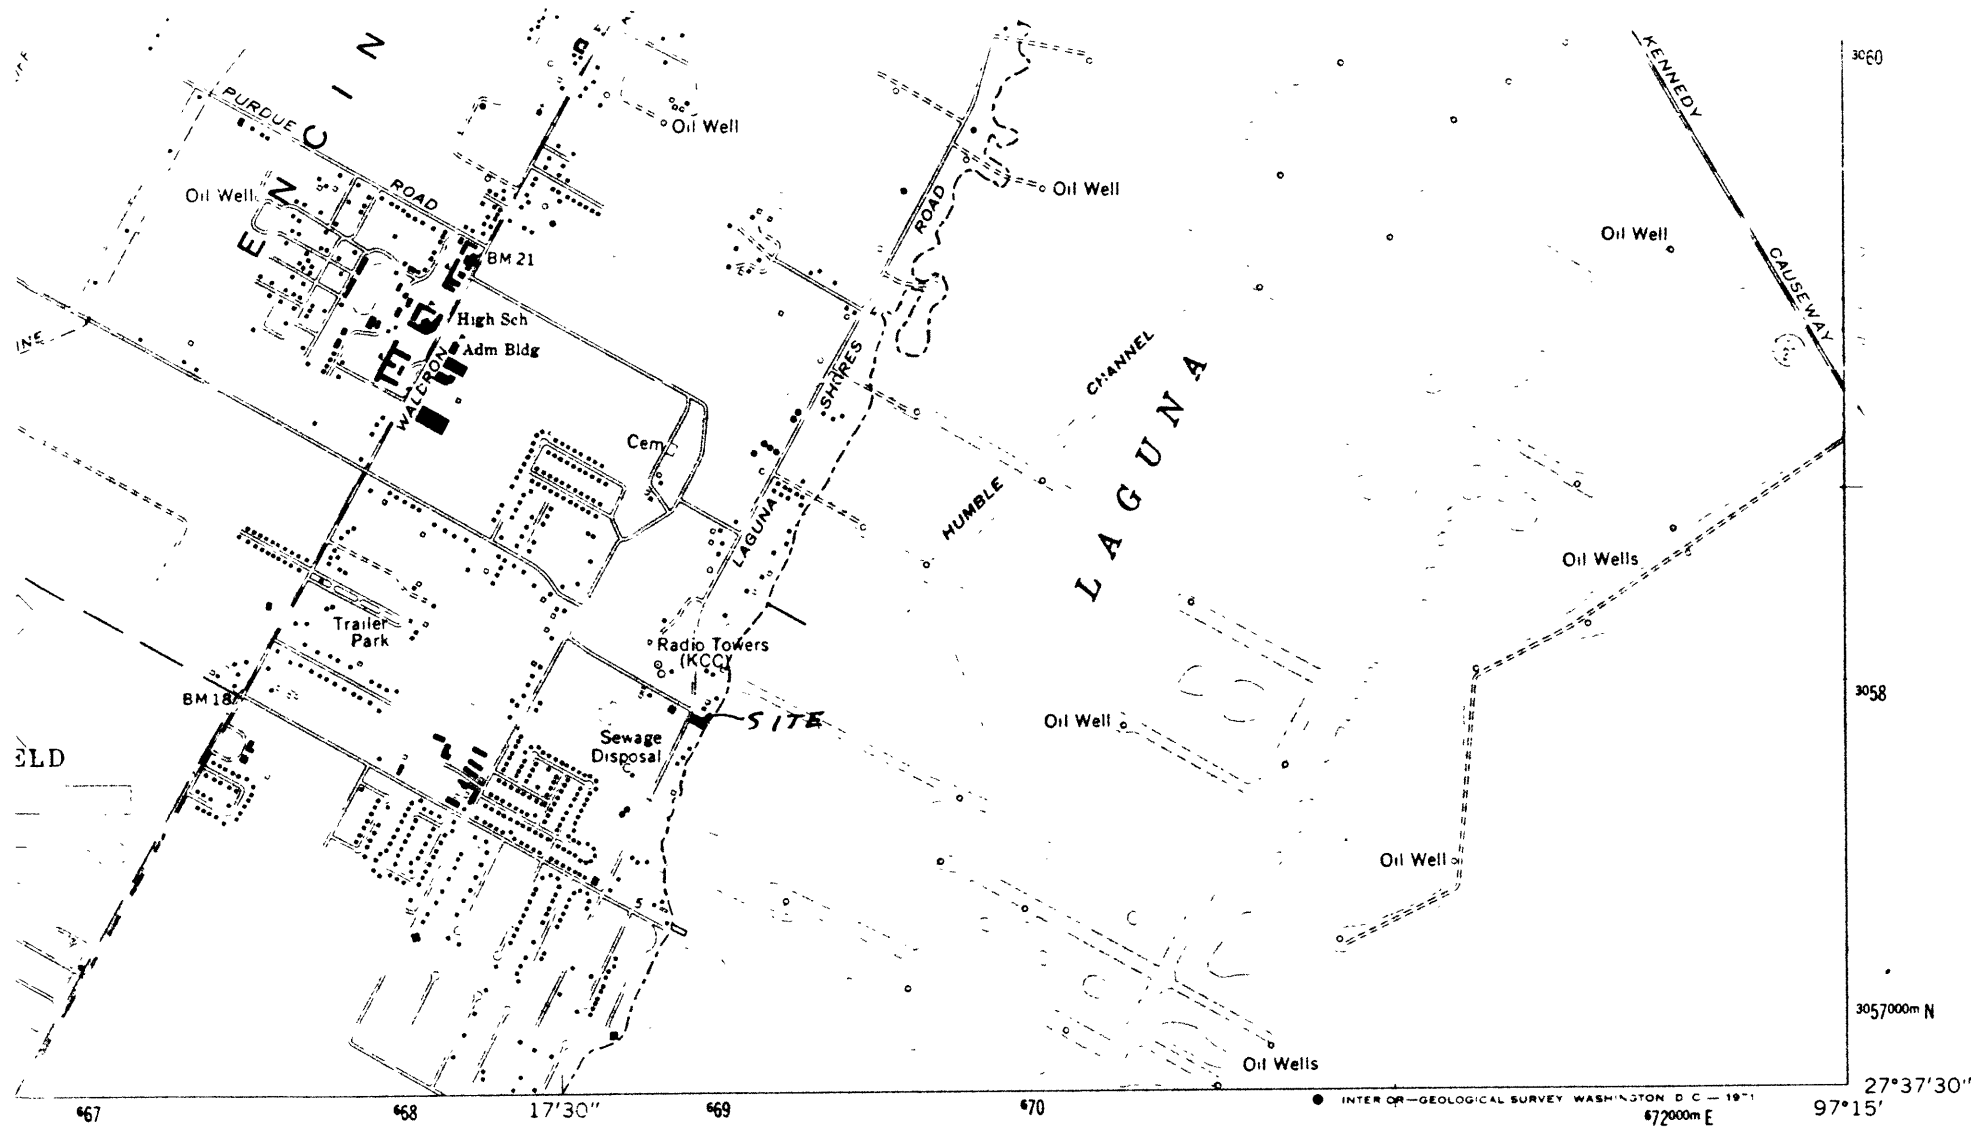 ENCIN
PURDUE ROAD
Oil Well
Oil Well
Oil Well
BM 21
High Sch
Adm Bldg
WALDRON
INE
Cem
LAGUNA SHORES ROAD
KENNEDY CAUSEWAY
3060
Oil Well
HUMBLE CHANNEL
LAGUNA
Oil Wells
Trailer
Park
Radio Towers
(KCC)
BM 18
SITE
Sewage
Disposal
ELD
Oil Well
3058
Oil Well
5
3057000m N
Oil Wells
27°37'30"
97°15'
667
668
17'30"
669
670
INTERIOR—GEOLOGICAL SURVEY WASHINGTON D C — 1971
672000m E